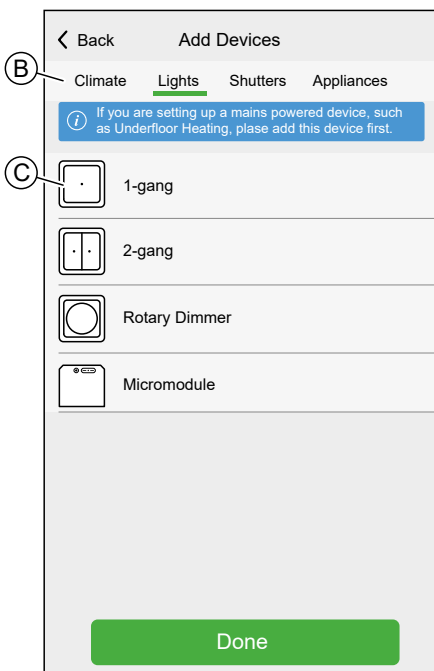 Back Add Devices
B
Climate Lights Shutters Appliances
i
If you are setting up a mains powered device, such
as Underfloor Heating, plase add this device first.
C
1-gang
2-gang
Rotary Dimmer
Micromodule
Done